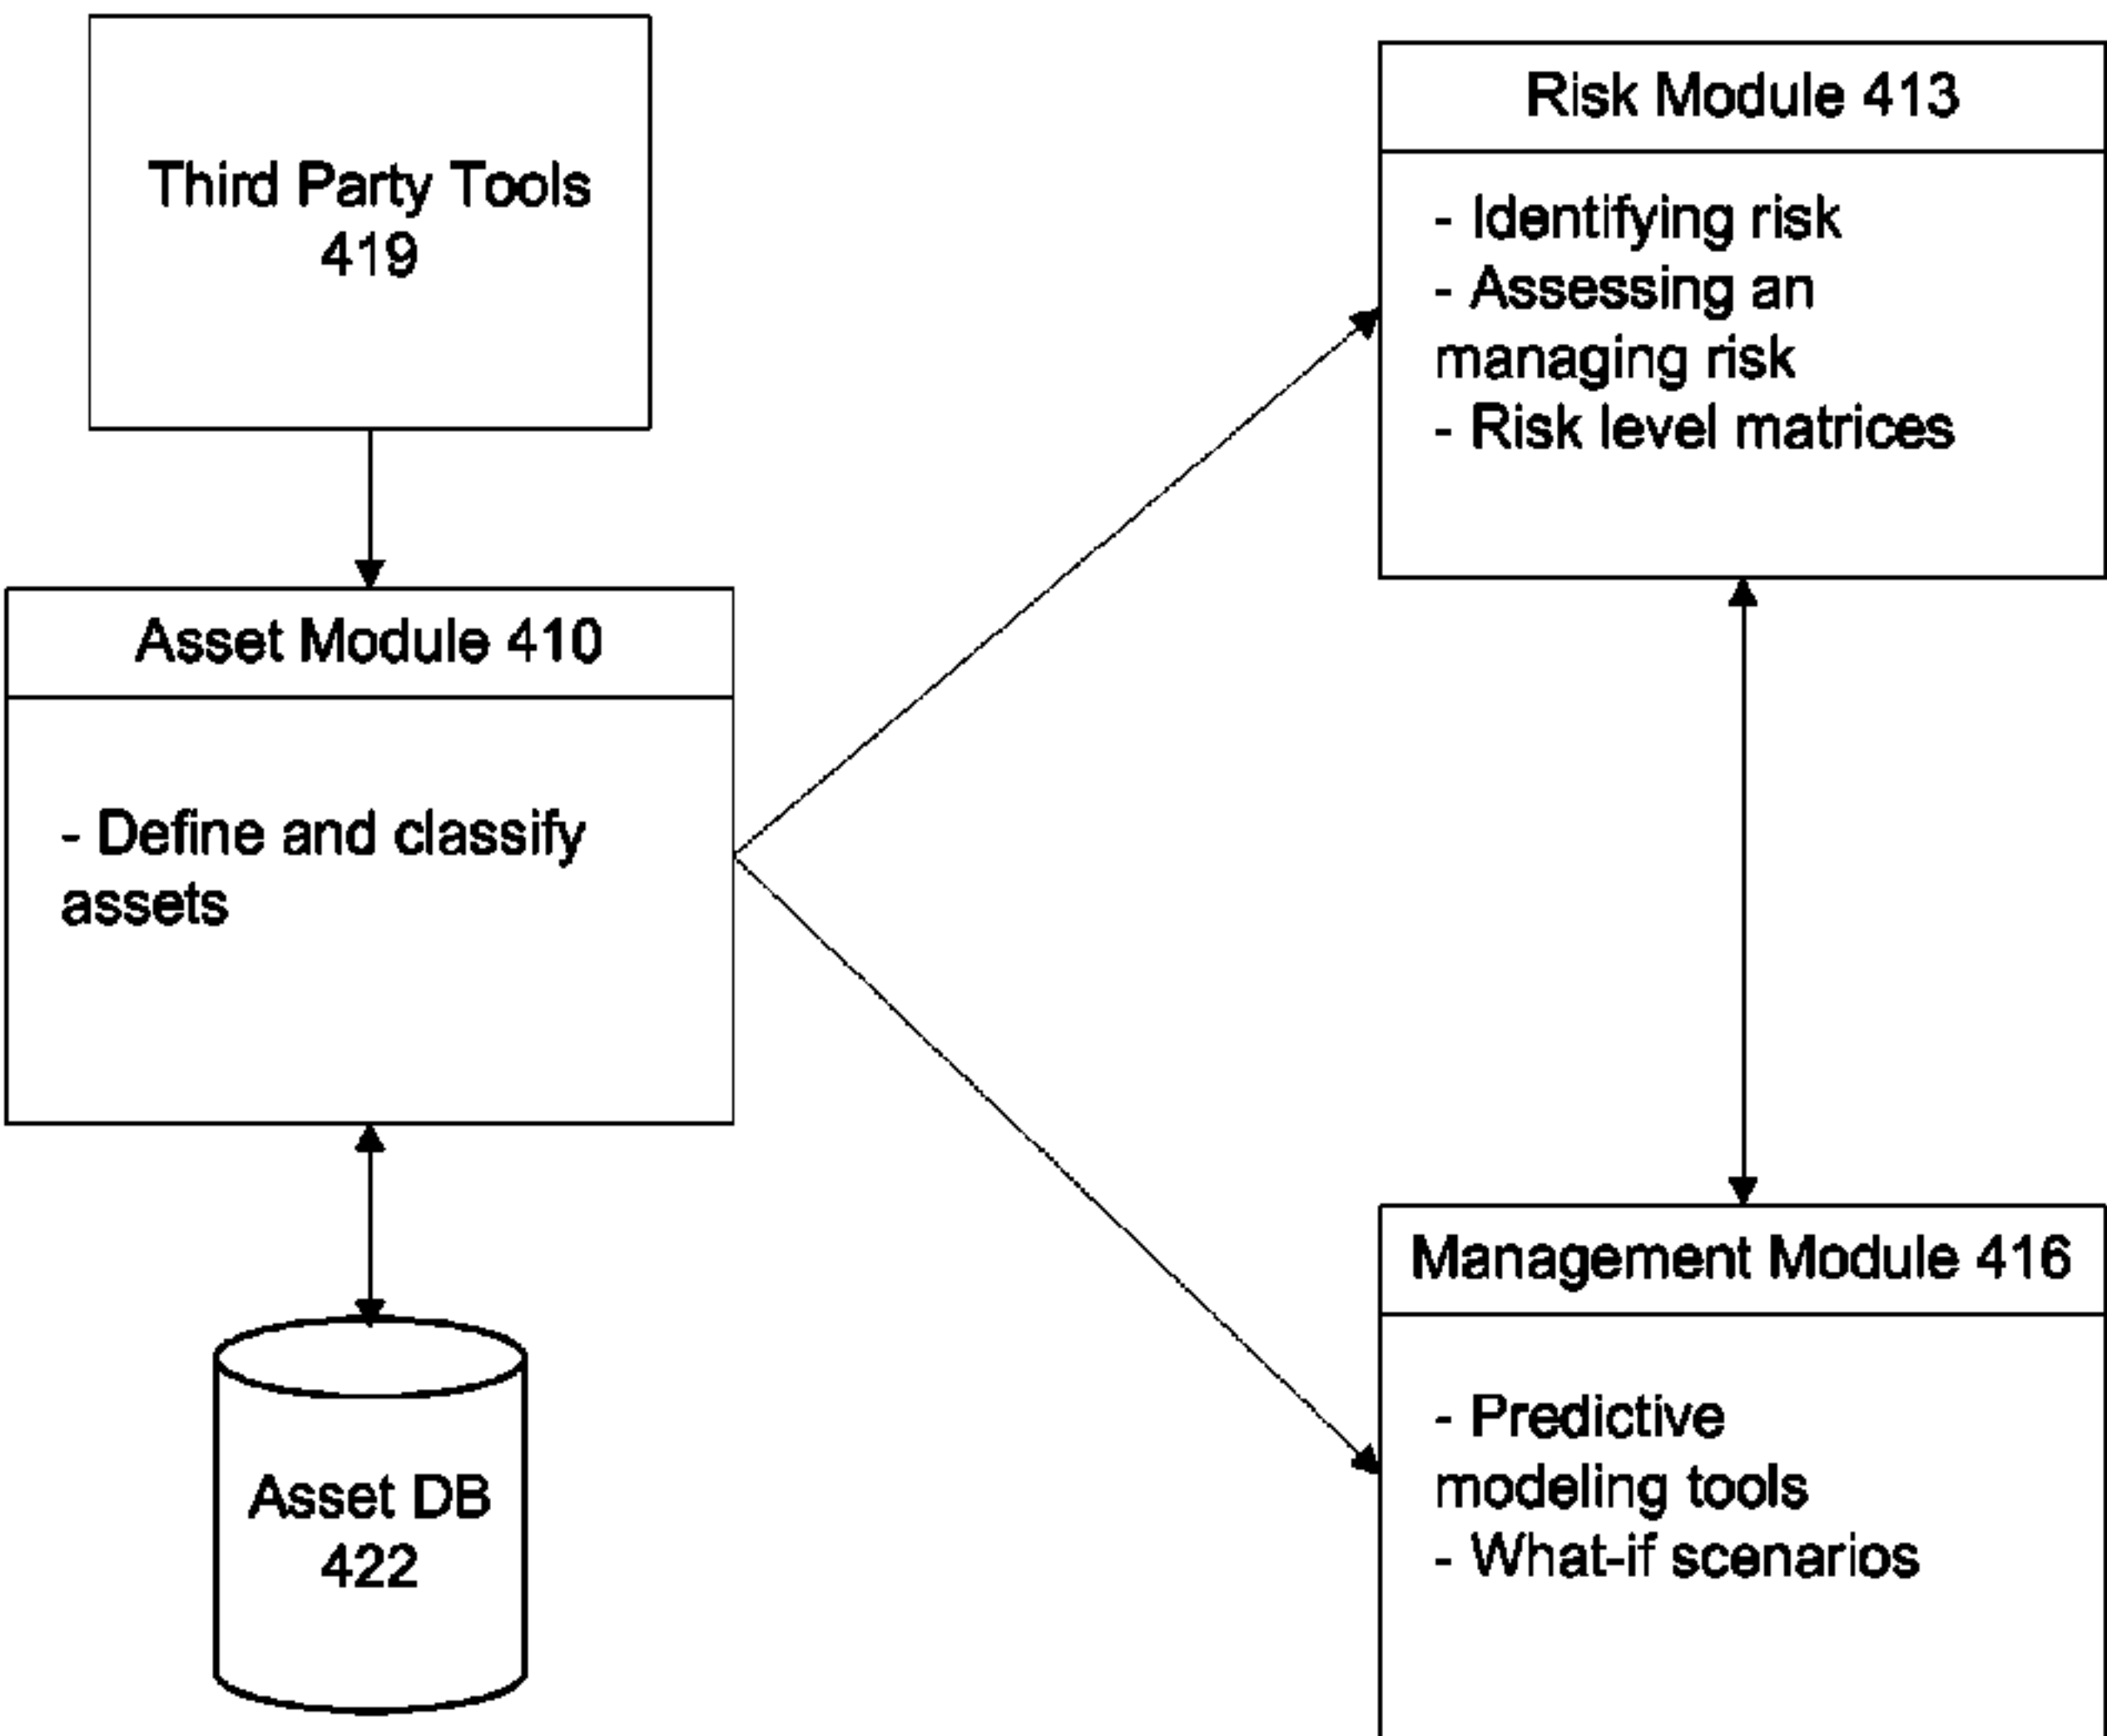 Third Party Tools
419
Risk Module 413
- Identifying risk
- Assessing an
managing risk
- Risk level matrices
Asset Module 410
- Define and classify
assets
Asset DB
422
Management Module 416
- Predictive
modeling tools
- What-if scenarios